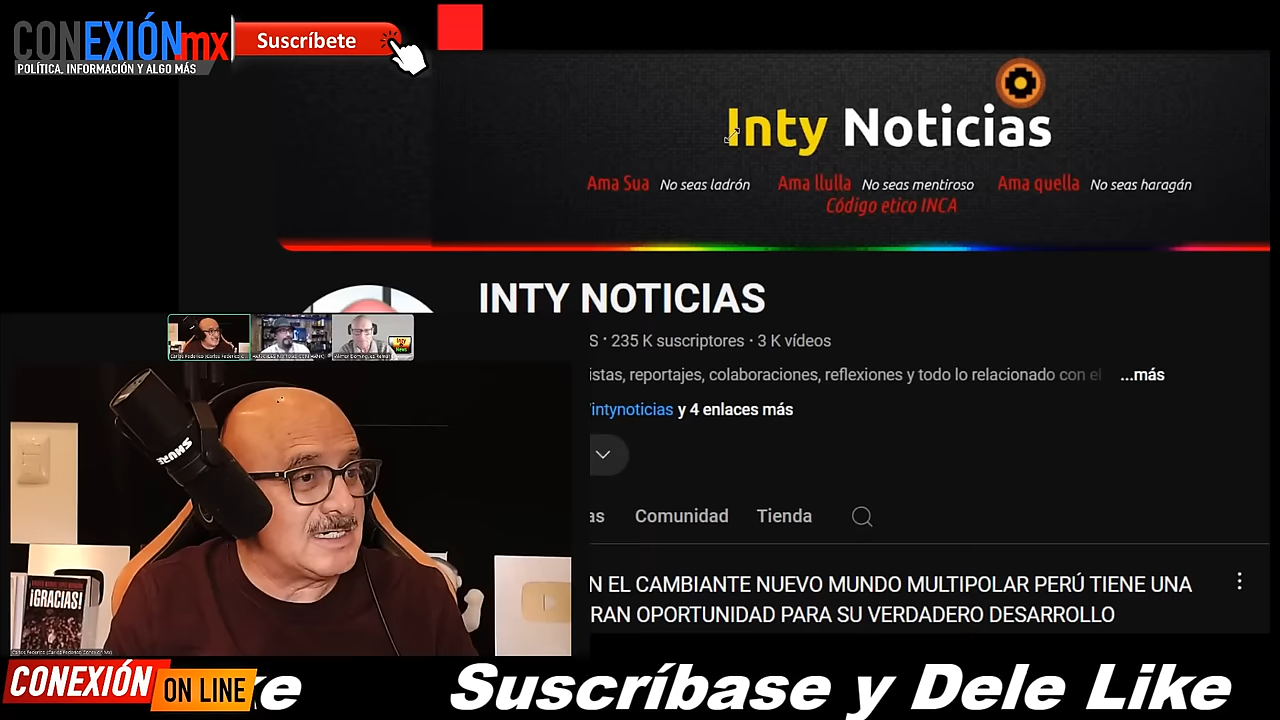 CONEXIÓNmx
POLÍTICA, INFORMACIÓN Y ALGO MÁS
Suscríbete
Inty Noticias
Ama Sua No seas ladrón Ama llulla No seas mentiroso Ama quella No seas haragán
Código etico INCA
INTY NOTICIAS
S · 235 K suscriptores · 3 K vídeos
istas, reportajes, colaboraciones, reflexiones y todo lo relacionado con el ...más
/intynoticias y 4 enlaces más
as Comunidad Tienda
N EL CAMBIANTE NUEVO MUNDO MULTIPOLAR PERÚ TIENE UNA
RAN OPORTUNIDAD PARA SU VERDADERO DESARROLLO
SHURE
¡GRACIAS!
CONEXIÓN ON LINE
ke Suscríbase y Dele Like